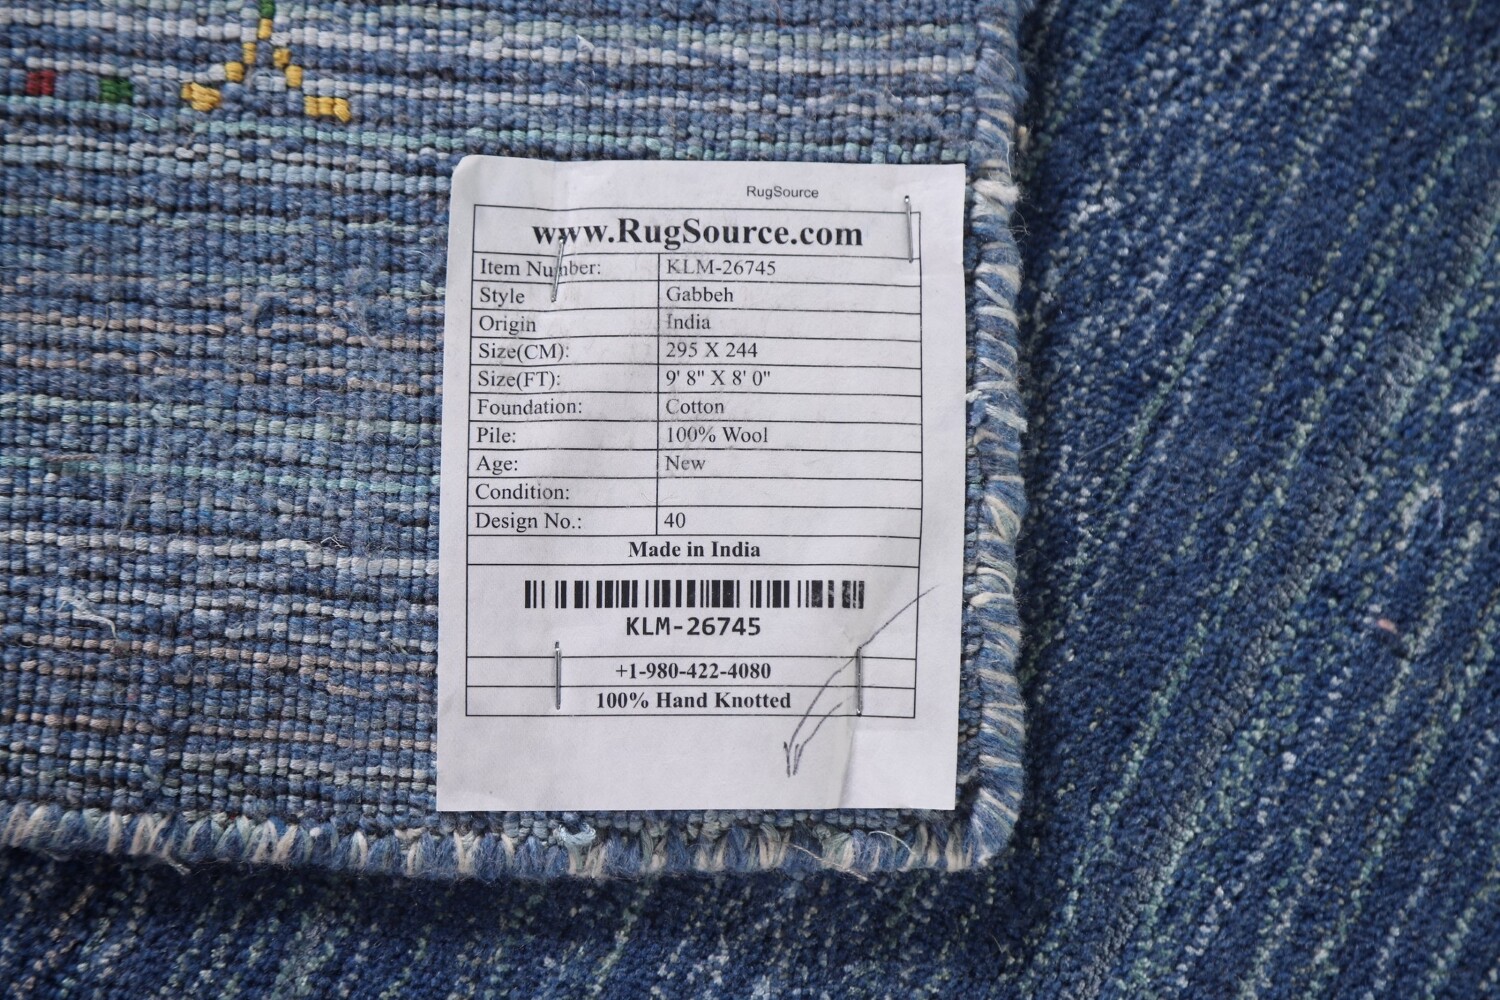 RugSource
www.RugSource.com
Item Number: KLM-26745
Style Gabbeh
Origin India
Size(CM): 295 X 244
Size(FT): 9' 8" X 8' 0"
Foundation: Cotton
Pile: 100% Wool
Age: New
Condition:
Design No.: 40
Made in India
KLM-26745
+1-980-422-4080
100% Hand Knotted